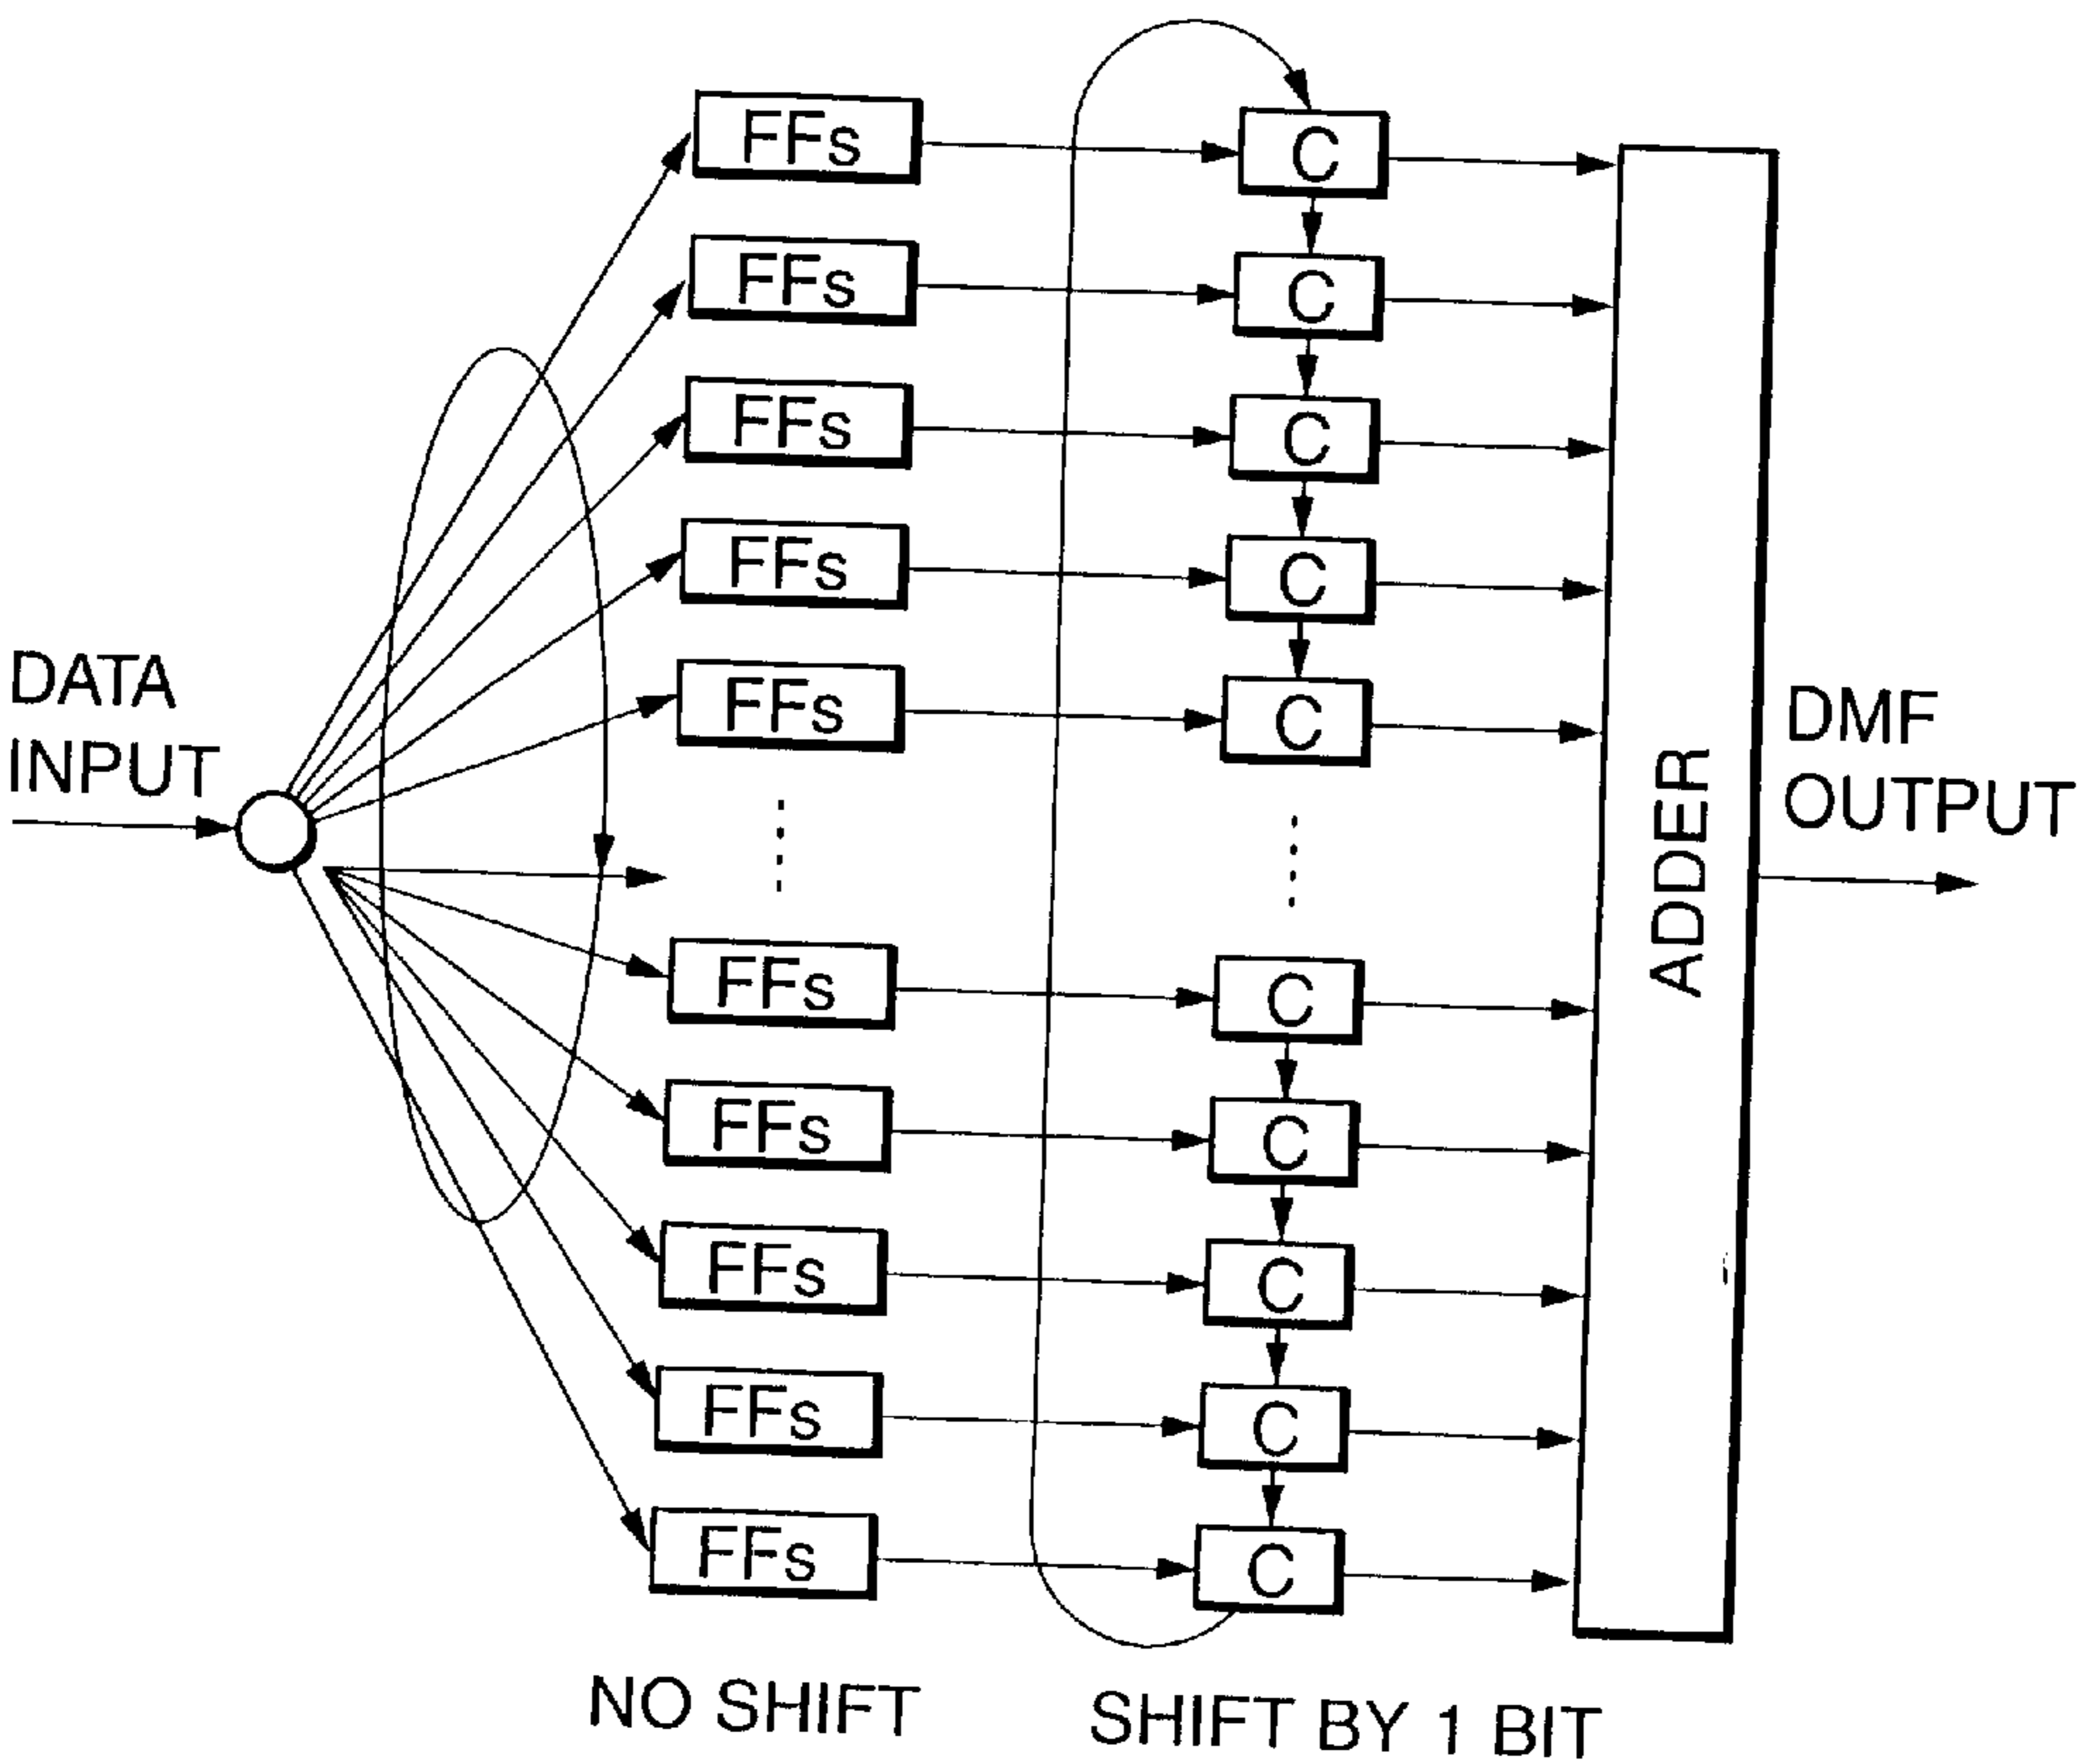 DATA
INPUT
FFs
C
FFs
C
FFs
C
FFs
C
FFs
C
FFs
C
FFs
C
FFs
C
FFs
C
FFs
C
ADDER
DMF
OUTPUT
NO SHIFT
SHIFT BY 1 BIT